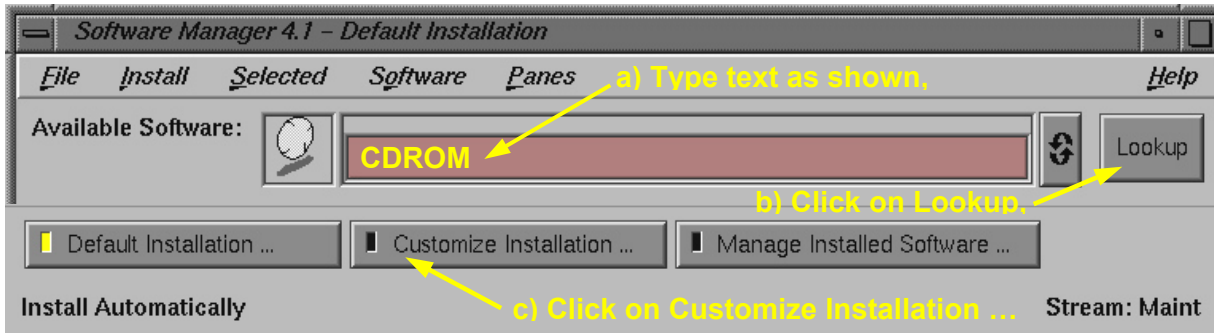 Software Manager 4.1 – Default Installation
File Install Selected Software Panes Help
a) Type text as shown,
Available Software:
CDROM
Lookup
b) Click on Lookup,
Default Installation ... Customize Installation ... Manage Installed Software ...
Install Automatically
c) Click on Customize Installation …
Stream: Maint